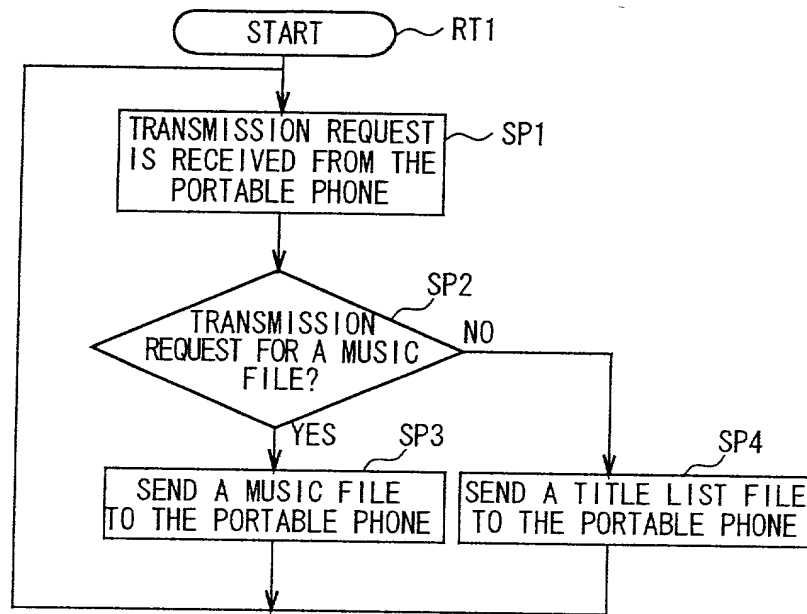 START
RT1
TRANSMISSION REQUEST
IS RECEIVED FROM THE
PORTABLE PHONE
SP1
TRANSMISSION
REQUEST FOR A MUSIC
FILE?
SP2
NO
YES
SP3
SEND A MUSIC FILE
TO THE PORTABLE PHONE
SP4
SEND A TITLE LIST FILE
TO THE PORTABLE PHONE